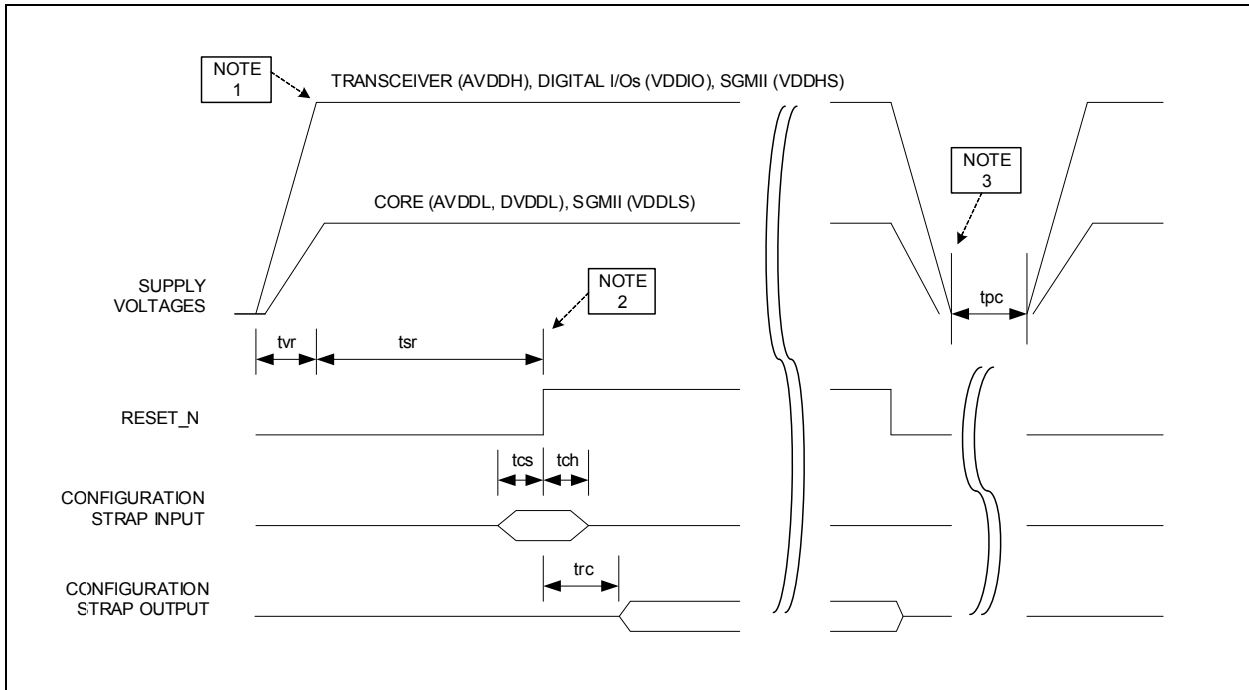 NOTE
1
TRANSCEIVER (AVDDH), DIGITAL I/Os (VDDIO), SGMII (VDDHS)
NOTE
3
CORE (AVDDL, DVDDL), SGMII (VDDLS)
SUPPLY
VOLTAGES
NOTE
2
tpc
tvr
tsr
RESET_N
tcs
tch
CONFIGURATION
STRAP INPUT
trc
CONFIGURATION
STRAP OUTPUT